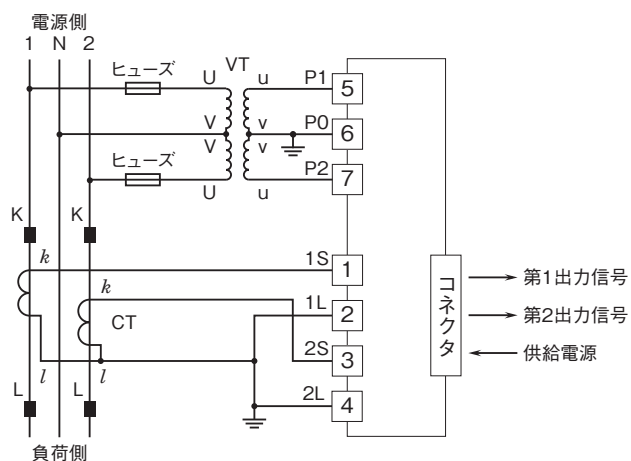 電源側
1 N 2
ヒューズ
VT
U u P1 5
V v P0 6
V v
ヒューズ
U u P2 7
K K
k 1S 1
k
CT
1L 2
2S 3
l l
L L
2L 4
負荷側
コネクタ
第1出力信号
第2出力信号
供給電源